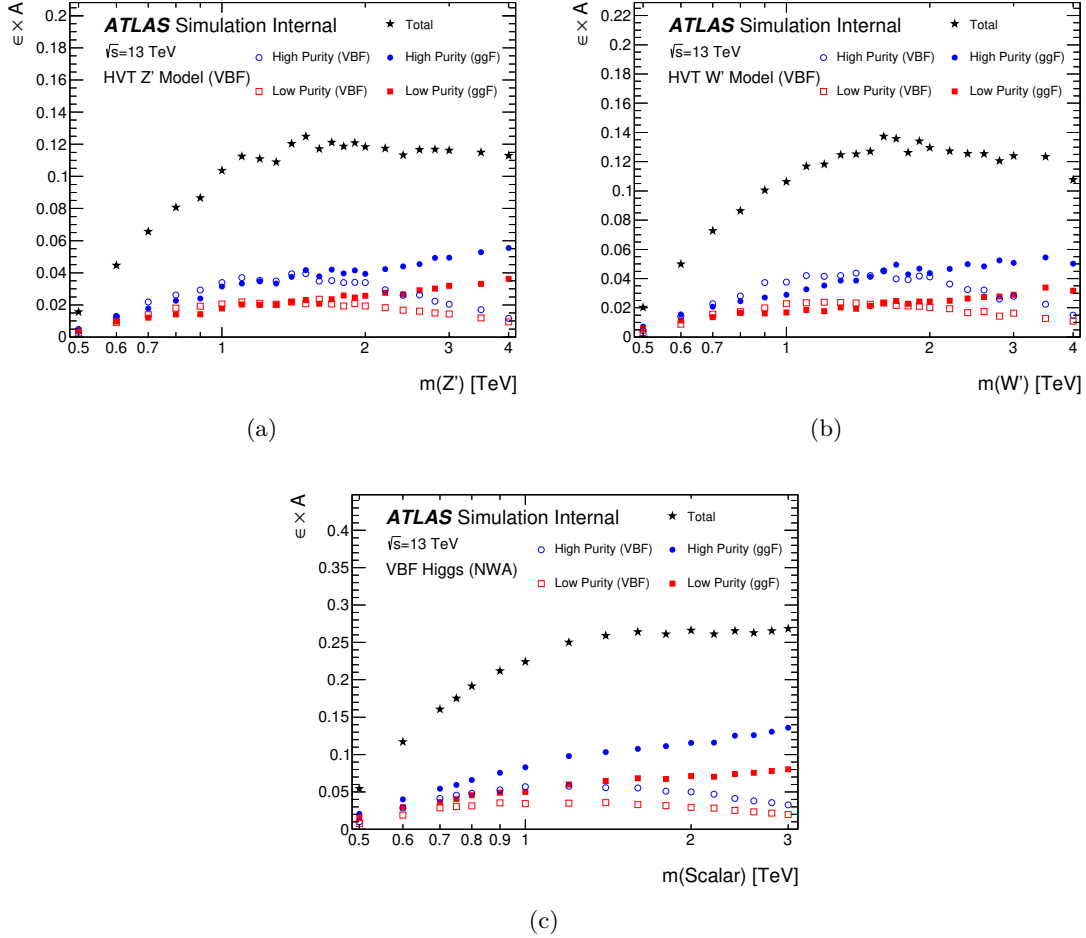 ϵ × A
0.2
0.18
0.16
0.14
0.12
0.1
0.08
0.06
0.04
0.02
0
ATLAS Simulation Internal
√s=13 TeV
HVT Z' Model (VBF)
Total
High Purity (VBF)
High Purity (ggF)
Low Purity (VBF)
Low Purity (ggF)
0.5 0.6 0.7 1 2 3 4
m(Z') [TeV]
(a)
ϵ × A
0.22
0.2
0.18
0.16
0.14
0.12
0.1
0.08
0.06
0.04
0.02
0
ATLAS Simulation Internal
√s=13 TeV
HVT W' Model (VBF)
Total
High Purity (VBF)
High Purity (ggF)
Low Purity (VBF)
Low Purity (ggF)
0.5 0.6 0.7 1 2 3 4
m(W') [TeV]
(b)
ϵ × A
0.4
0.35
0.3
0.25
0.2
0.15
0.1
0.05
0
ATLAS Simulation Internal
√s=13 TeV
VBF Higgs (NWA)
Total
High Purity (VBF)
High Purity (ggF)
Low Purity (VBF)
Low Purity (ggF)
0.5 0.6 0.7 0.8 0.9 1 2 3
m(Scalar) [TeV]
(c)